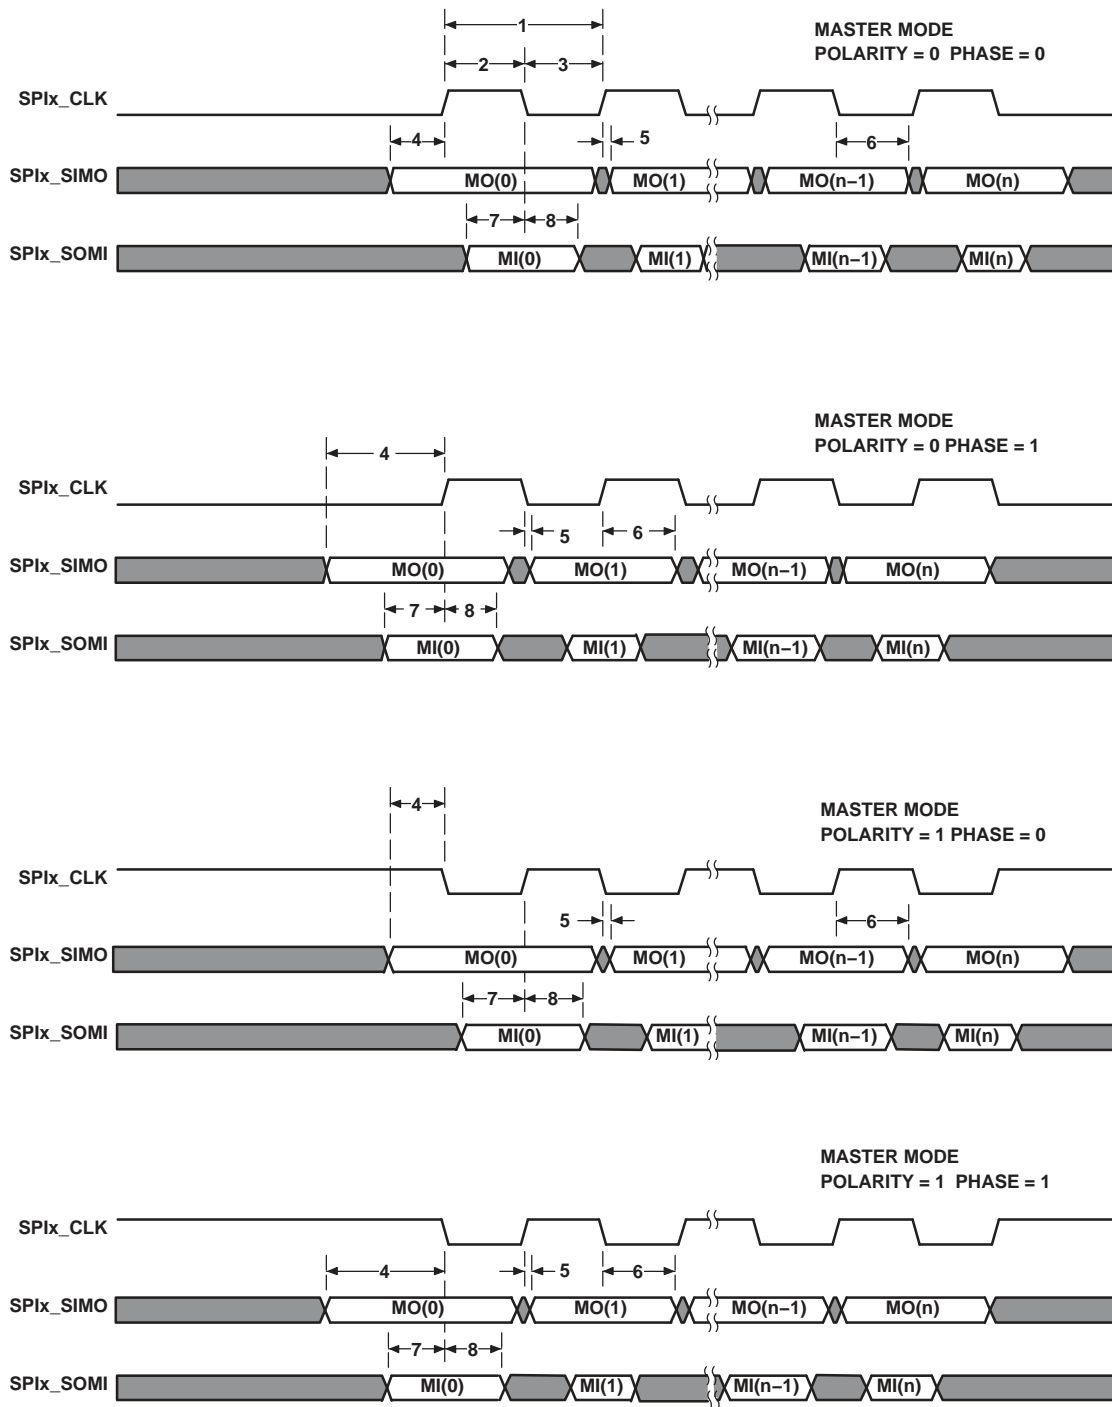 1
MASTER MODE
POLARITY = 0 PHASE = 0
2 3
SPIx_CLK
4 5 6
SPIx_SIMO MO(0) MO(1) MO(n−1) MO(n)
7 8
SPIx_SOMI MI(0) MI(1) MI(n−1) MI(n)
MASTER MODE
POLARITY = 0 PHASE = 1
4
SPIx_CLK
5 6
SPIx_SIMO MO(0) MO(1) MO(n−1) MO(n)
7 8
SPIx_SOMI MI(0) MI(1) MI(n−1) MI(n)
4
MASTER MODE
POLARITY = 1 PHASE = 0
SPIx_CLK
5 6
SPIx_SIMO MO(0) MO(1) MO(n−1) MO(n)
7 8
SPIx_SOMI MI(0) MI(1) MI(n−1) MI(n)
MASTER MODE
POLARITY = 1 PHASE = 1
SPIx_CLK
4 5 6
SPIx_SIMO MO(0) MO(1) MO(n−1) MO(n)
7 8
SPIx_SOMI MI(0) MI(1) MI(n−1) MI(n)